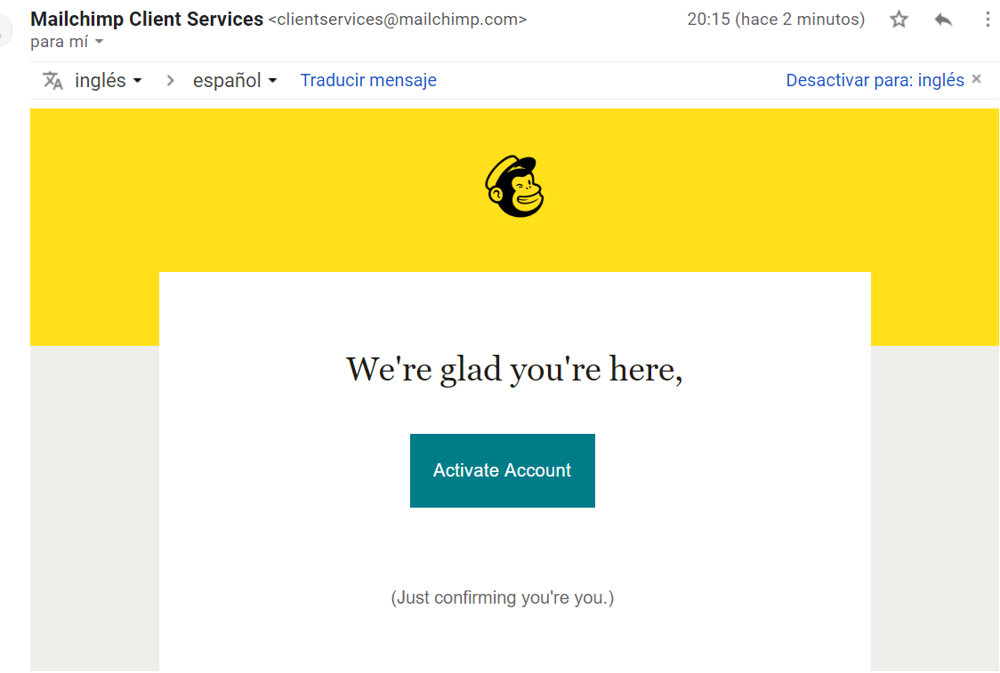 Mailchimp Client Services <clientservices@mailchimp.com> 20:15 (hace 2 minutos)
para mí
inglés > español Traducir mensaje Desactivar para: inglés ×
We're glad you're here,
Activate Account
(Just confirming you're you.)